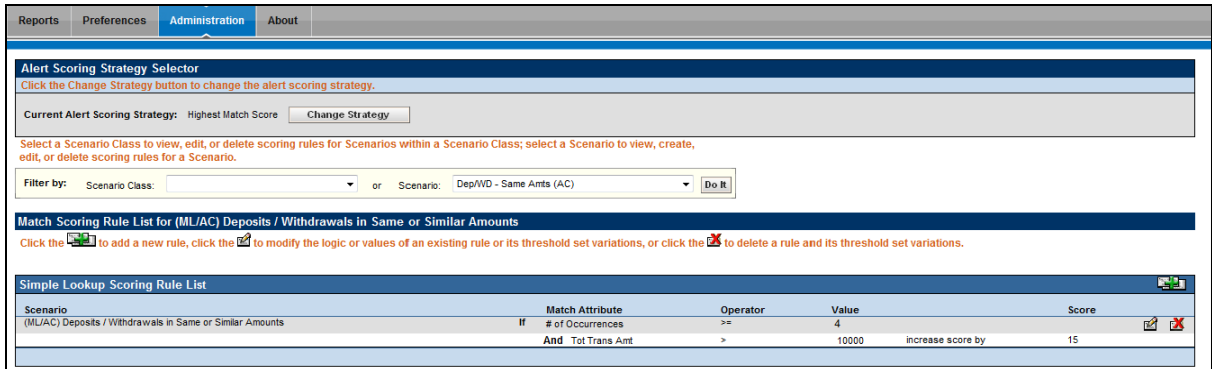 Reports Preferences Administration About
Alert Scoring Strategy Selector
Click the Change Strategy button to change the alert scoring strategy.
Current Alert Scoring Strategy: Highest Match Score Change Strategy
Select a Scenario Class to view, edit, or delete scoring rules for Scenarios within a Scenario Class; select a Scenario to view, create,
edit, or delete scoring rules for a Scenario.
Filter by: Scenario Class: or Scenario: Dep/WD - Same Amts (AC) Do It
Match Scoring Rule List for (ML/AC) Deposits / Withdrawals in Same or Similar Amounts
Click the to add a new rule, click the to modify the logic or values of an existing rule or its threshold set variations, or click the to delete a rule and its threshold set variations.
Simple Lookup Scoring Rule List
Scenario Match Attribute Operator Value Score
(ML/AC) Deposits / Withdrawals in Same or Similar Amounts If # of Occurrences >= 4
And Tot Trans Amt > 10000 increase score by 15